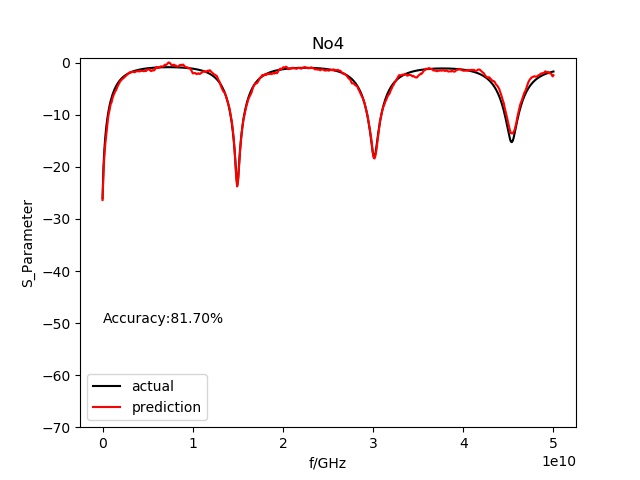 No4
S_Parameter
0
−10
−20
−30
−40
−50
−60
−70
Accuracy:81.70%
actual
prediction
0 1 2 3 4 5
1e10
f/GHz